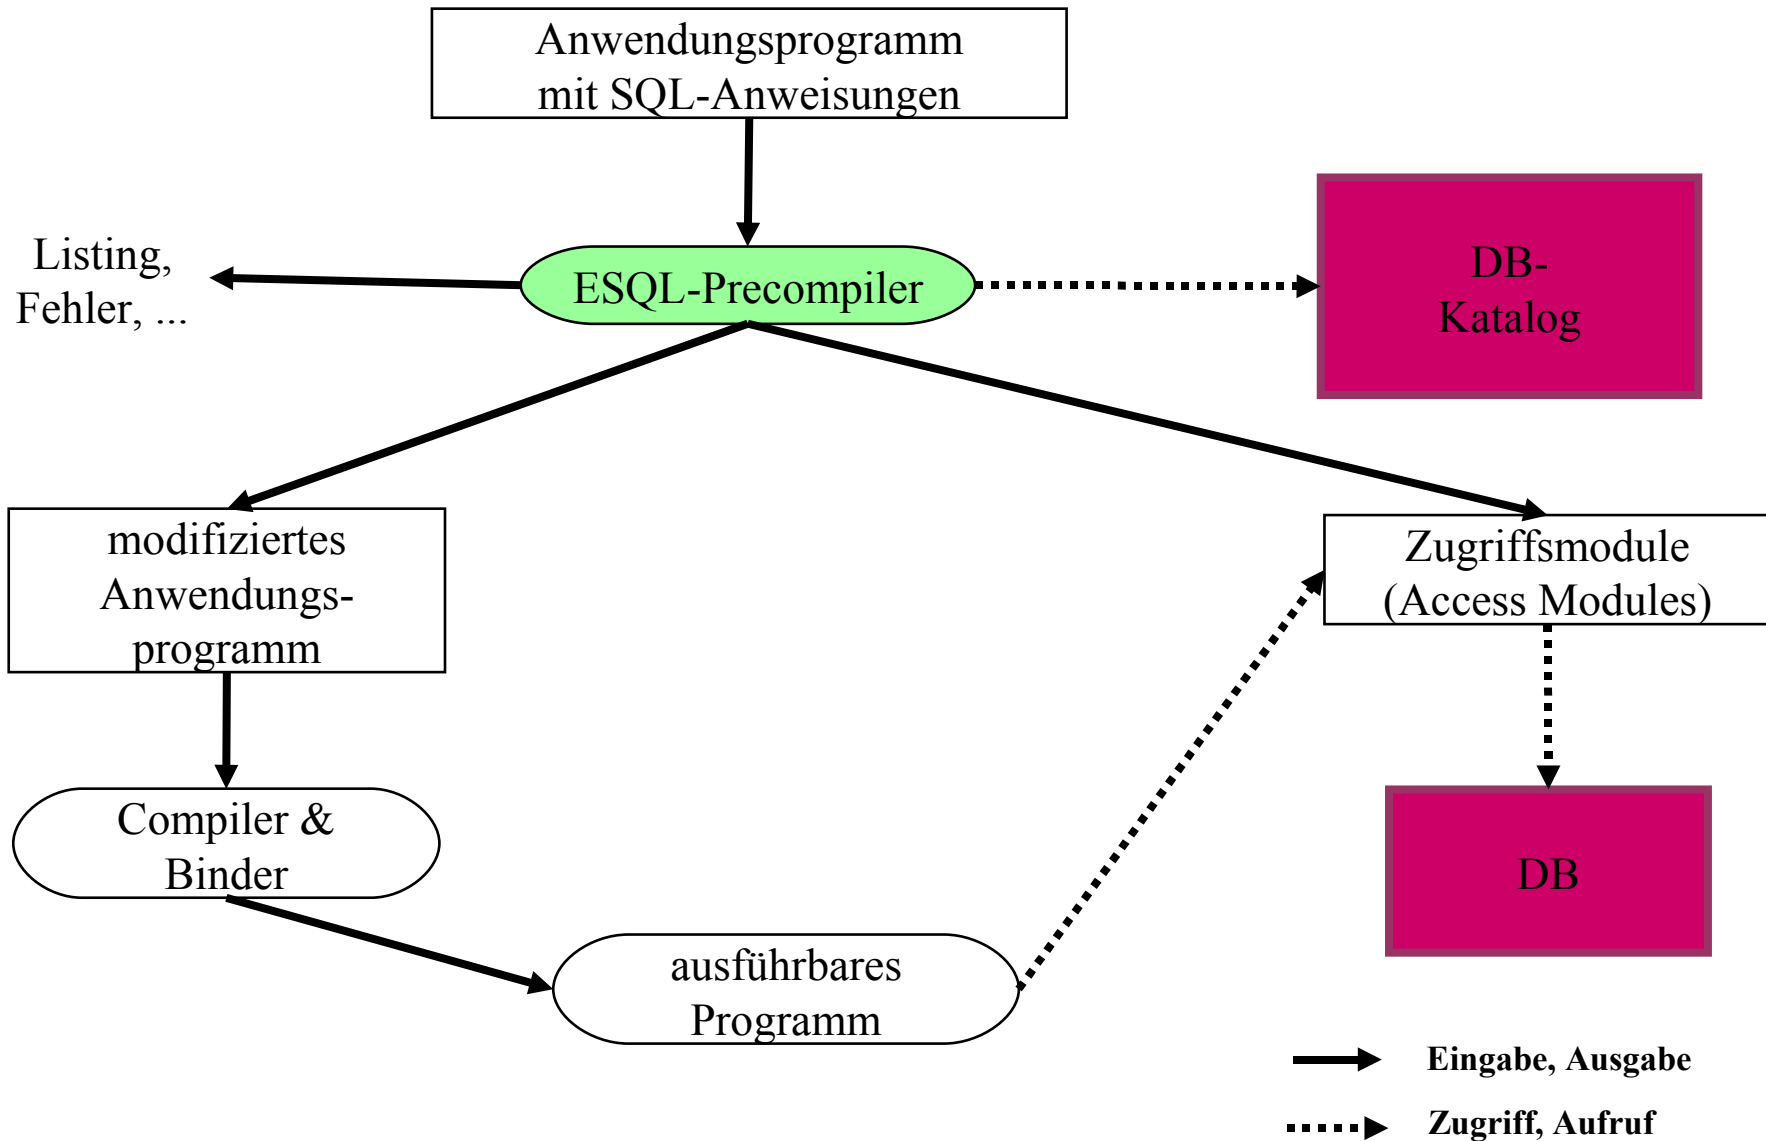 Anwendungsprogramm
mit SQL-Anweisungen
Listing,
Fehler, ...
ESQL-Precompiler
DB-
Katalog
modifiziertes
Anwendungs-
programm
Zugriffsmodule
(Access Modules)
Compiler &
Binder
DB
ausführbares
Programm
Eingabe, Ausgabe
Zugriff, Aufruf